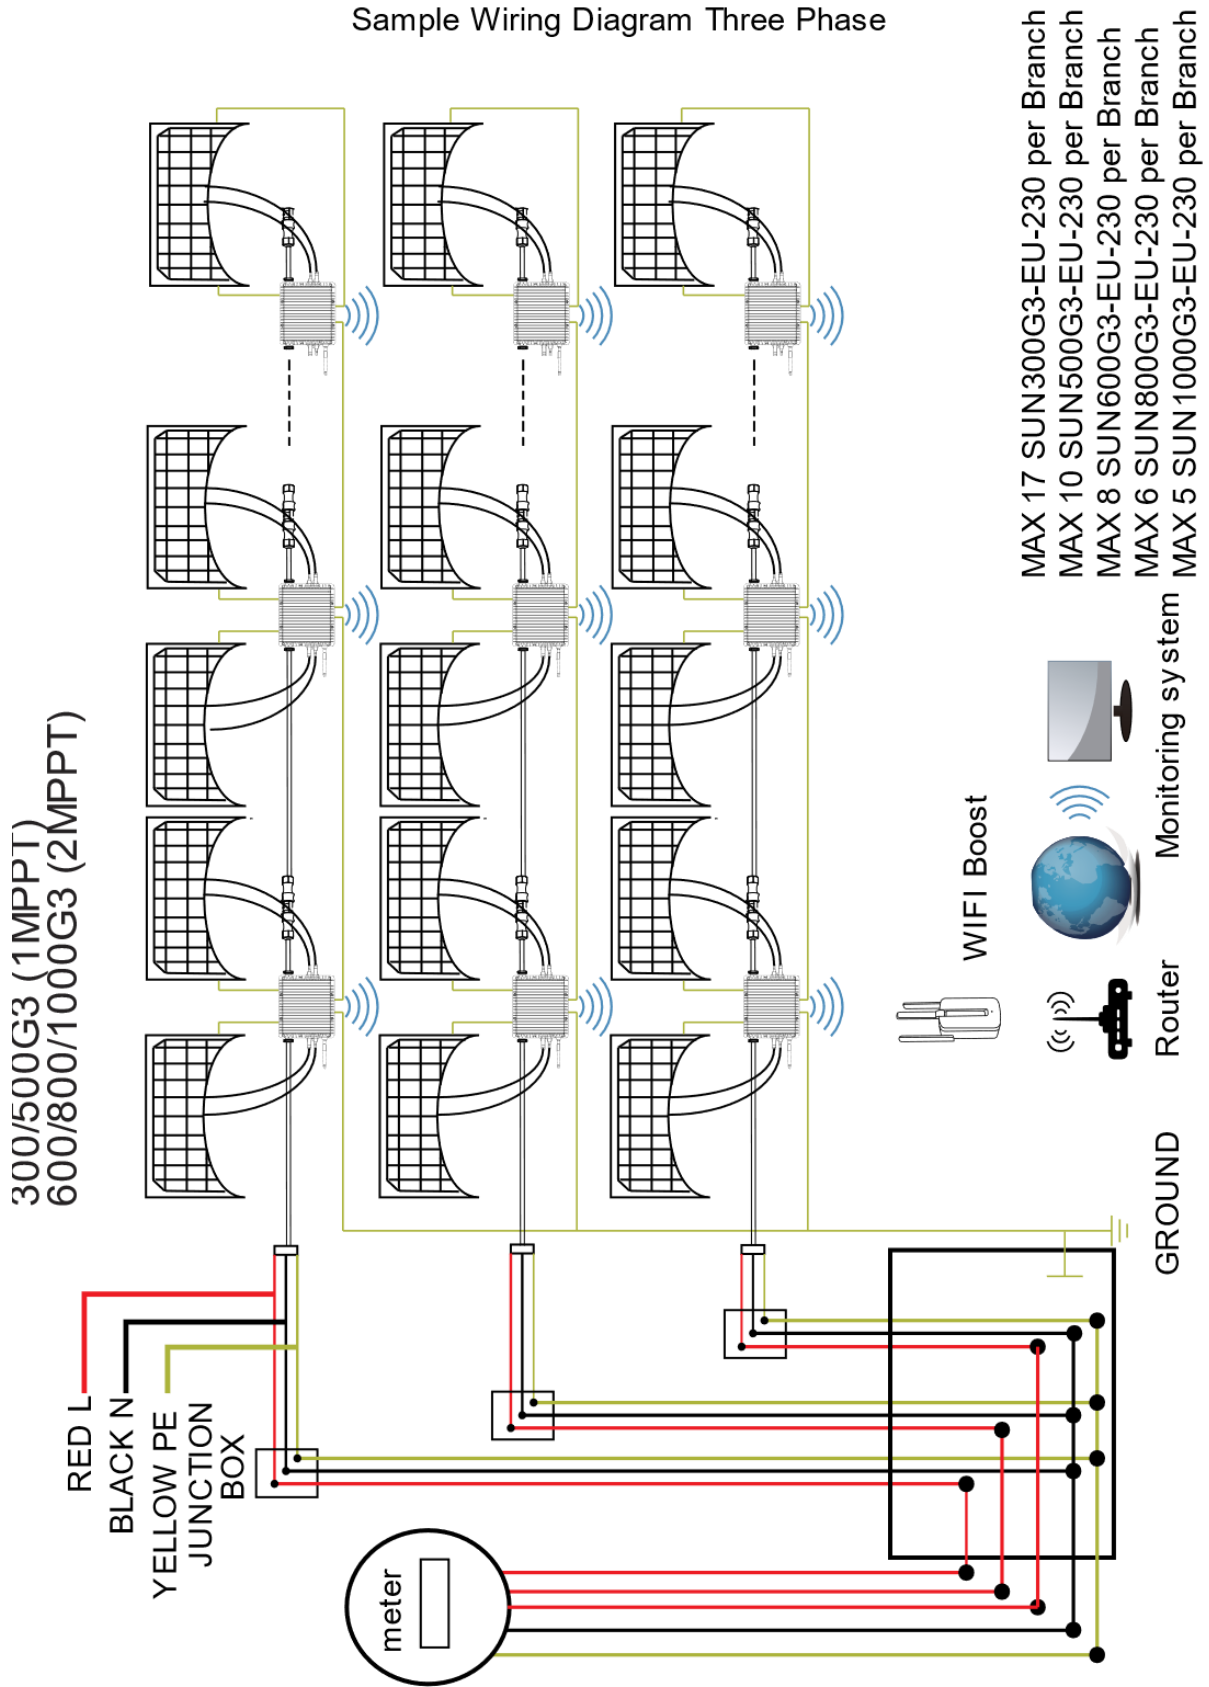 Sample Wiring Diagram Three Phase
300/500G3 (1MPPT)
600/800/1000G3 (2MPPT)
MAX 17 SUN300G3-EU-230 per Branch
MAX 10 SUN500G3-EU-230 per Branch
MAX 8 SUN600G3-EU-230 per Branch
MAX 6 SUN800G3-EU-230 per Branch
MAX 5 SUN1000G3-EU-230 per Branch
WIFI Boost
Monitoring system
Router
GROUND
RED L
BLACK N
YELLOW PE
JUNCTION
BOX
meter